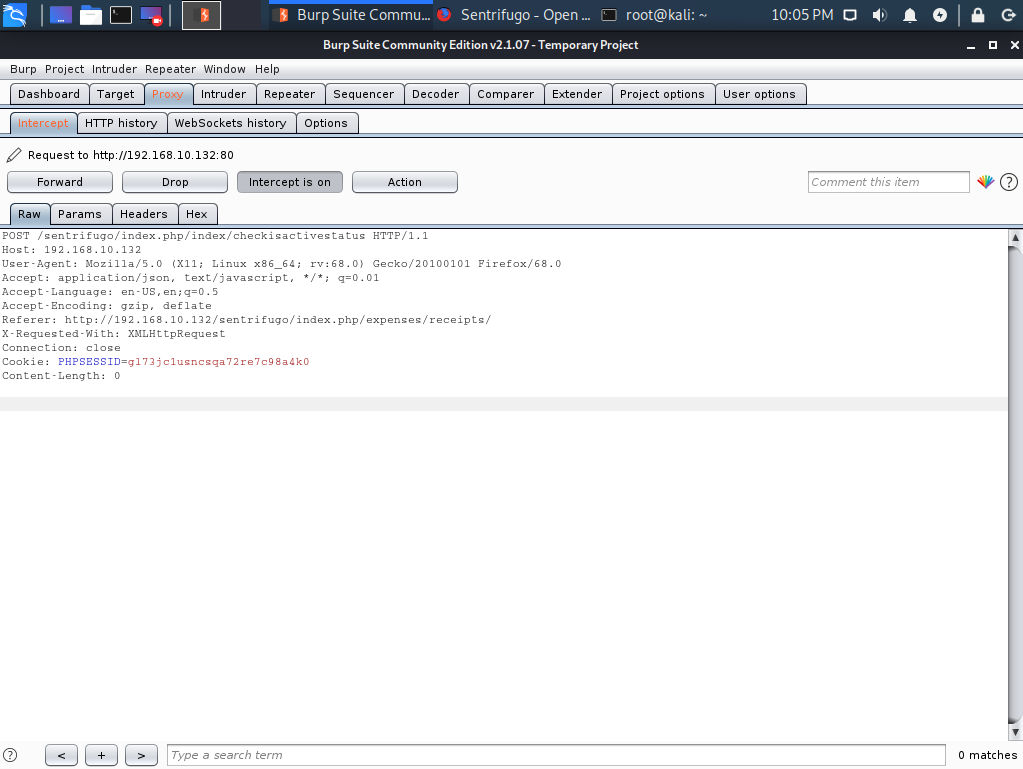 Burp Suite Commu... Sentrifugo - Open ... root@kali: ~ 10:05 PM
Burp Suite Community Edition v2.1.07 - Temporary Project
Burp Project Intruder Repeater Window Help
Dashboard Target Proxy Intruder Repeater Sequencer Decoder Comparer Extender Project options User options
Intercept HTTP history WebSockets history Options
Request to http://192.168.10.132:80
Forward Drop Intercept is on Action Comment this item ?
Raw Params Headers Hex
POST /sentrifugo/index.php/index/checkisactivestatus HTTP/1.1
Host: 192.168.10.132
User-Agent: Mozilla/5.0 (X11; Linux x86_64; rv:68.0) Gecko/20100101 Firefox/68.0
Accept: application/json, text/javascript, */*; q=0.01
Accept-Language: en-US,en;q=0.5
Accept-Encoding: gzip, deflate
Referer: http://192.168.10.132/sentrifugo/index.php/expenses/receipts/
X-Requested-With: XMLHttpRequest
Connection: close
Cookie: PHPSESSID=gl73jc1usncsqa72re7c98a4k0
Content-Length: 0
? < + > Type a search term 0 matches